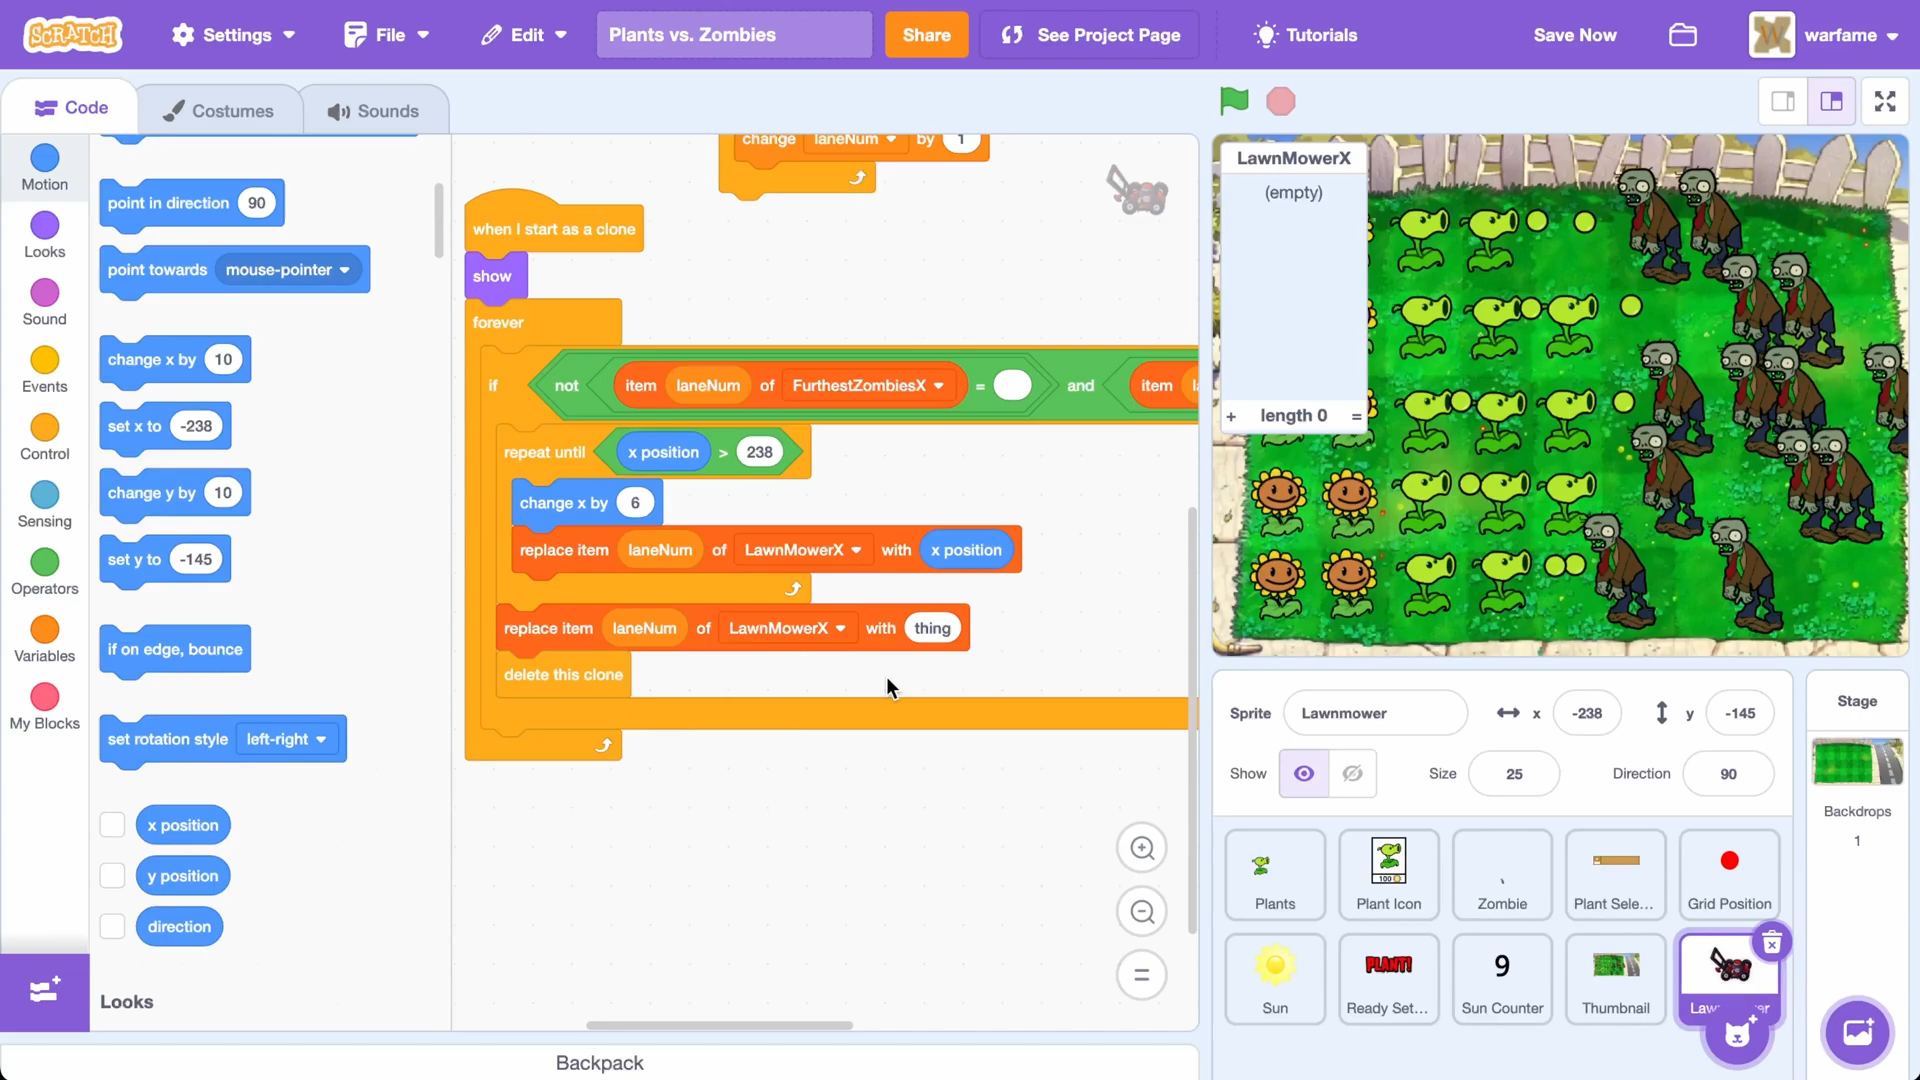 SCRATCH
Settings
File
Edit
Plants vs. Zombies
Share
See Project Page
Tutorials
Save Now
W
warfame
Code
Costumes
Sounds
Motion
Looks
Sound
Events
Control
Sensing
Operators
Variables
My Blocks
point in direction 90
point towards mouse-pointer
change x by 10
set x to -238
change y by 10
set y to -145
if on edge, bounce
set rotation style left-right
x position
y position
direction
Looks
change laneNum by 1
when I start as a clone
show
forever
if not item laneNum of FurthestZombiesX = and item
repeat until x position > 238
change x by 6
replace item laneNum of LawnMowerX with x position
replace item laneNum of LawnMowerX with thing
delete this clone
Backpack
LawnMowerX
(empty)
+ length 0 =
Sprite Lawnmower x -238 y -145
Show Size 25 Direction 90
Plants
Plant Icon
100
Zombie
Plant Sele...
Grid Position
Sun
PLANT!
Ready Set...
9
Sun Counter
Thumbnail
Stage
Backdrops
1